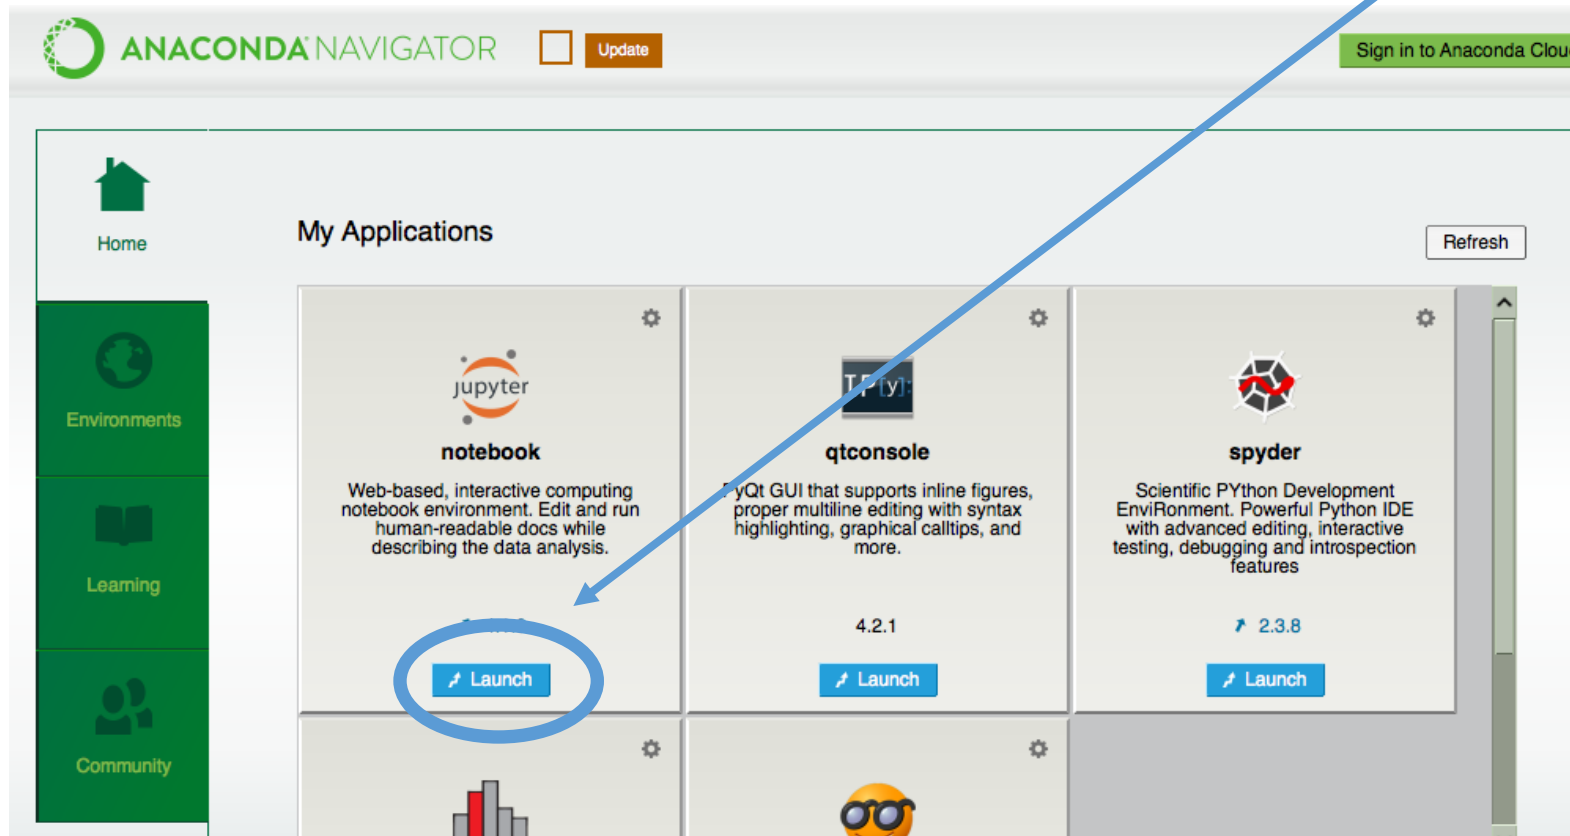 ANACONDA NAVIGATOR
Update
Sign in to Anaconda Clou
Home
My Applications
Refresh
Environments
Learning
Community
jupyter
notebook
Web-based, interactive computing
notebook environment. Edit and run
human-readable docs while
describing the data analysis.
Launch
IP[y]:
qtconsole
PyQt GUI that supports inline figures,
proper multiline editing with syntax
highlighting, graphical calltips, and
more.
4.2.1
Launch
spyder
Scientific PYthon Development
EnviRonment. Powerful Python IDE
with advanced editing, interactive
testing, debugging and introspection
features
2.3.8
Launch